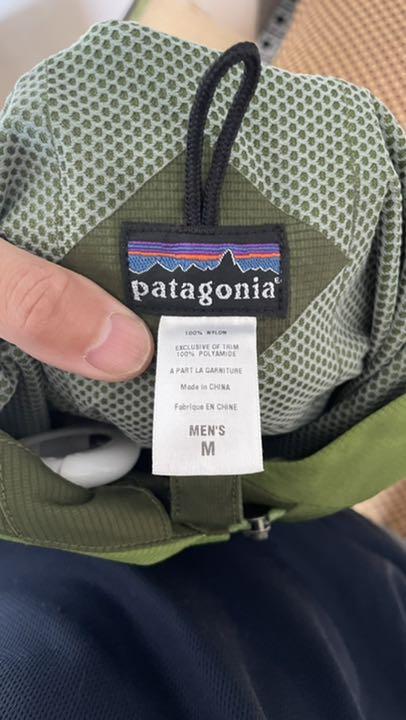 patagonia®
100% NYLON
EXCLUSIVE OF TRIM
100% POLYAMIDE
A PART LA GARNITURE
Made in CHINA
Fabriqué EN CHINE
MEN'S
M